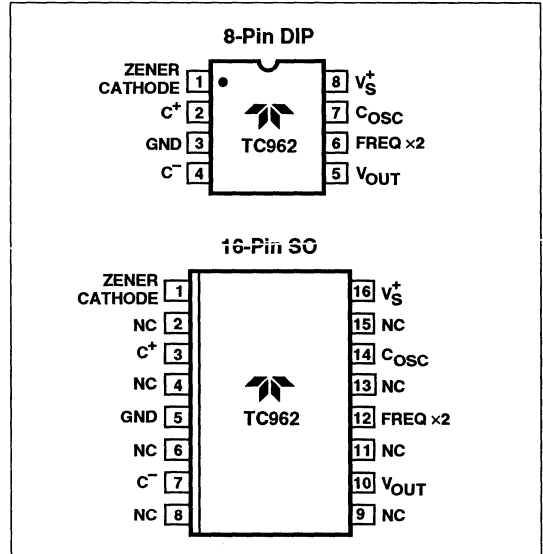 8-Pin DIP
ZENER
CATHODE 1
8 V+S
C+ 2
7 COSC
GND 3
TC962
6 FREQ ×2
C− 4
5 VOUT
16-Pin SO
ZENER
CATHODE 1
16 V+S
NC 2
15 NC
C+ 3
14 COSC
NC 4
13 NC
GND 5
TC962
12 FREQ ×2
NC 6
11 NC
C− 7
10 VOUT
NC 8
9 NC